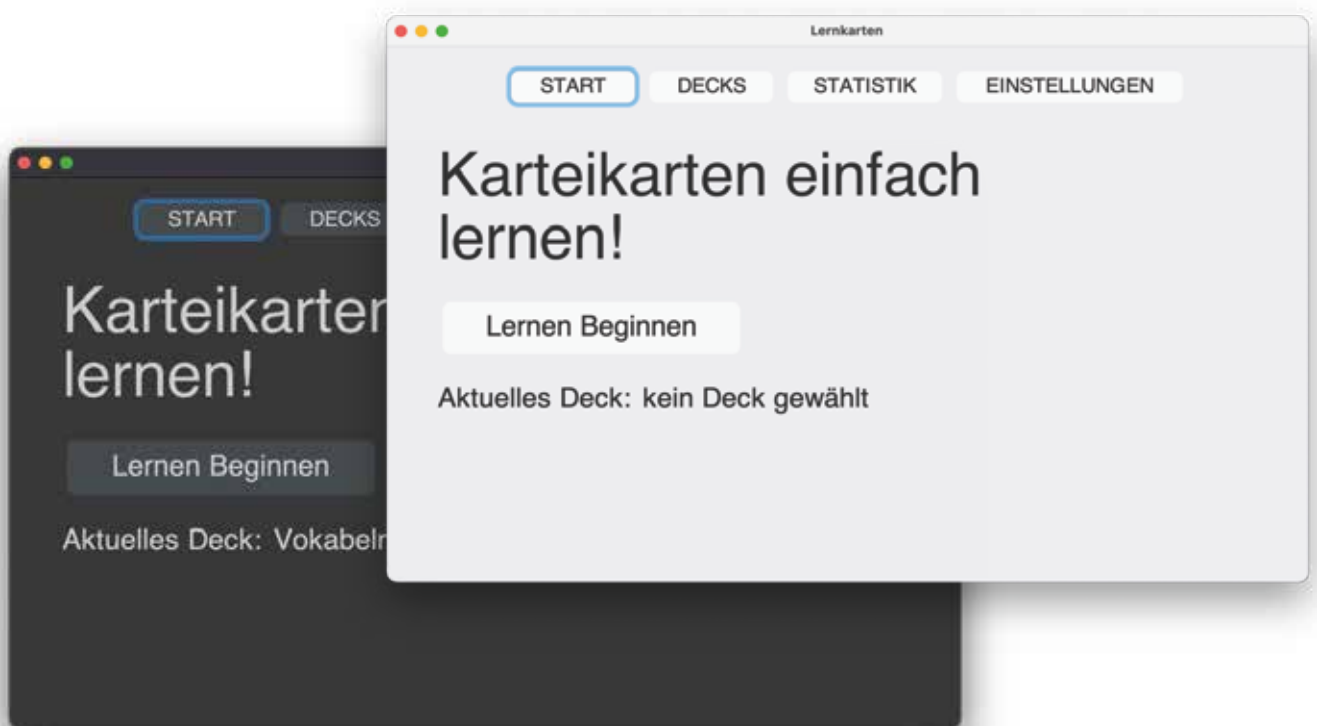 Lernkarten
START DECKS STATISTIK EINSTELLUNGEN
Karteikarten einfach
lernen!
Lernen Beginnen
Aktuelles Deck: kein Deck gewählt
START DECKS
Karteikarten
lernen!
Lernen Beginnen
Aktuelles Deck: Vokabeln